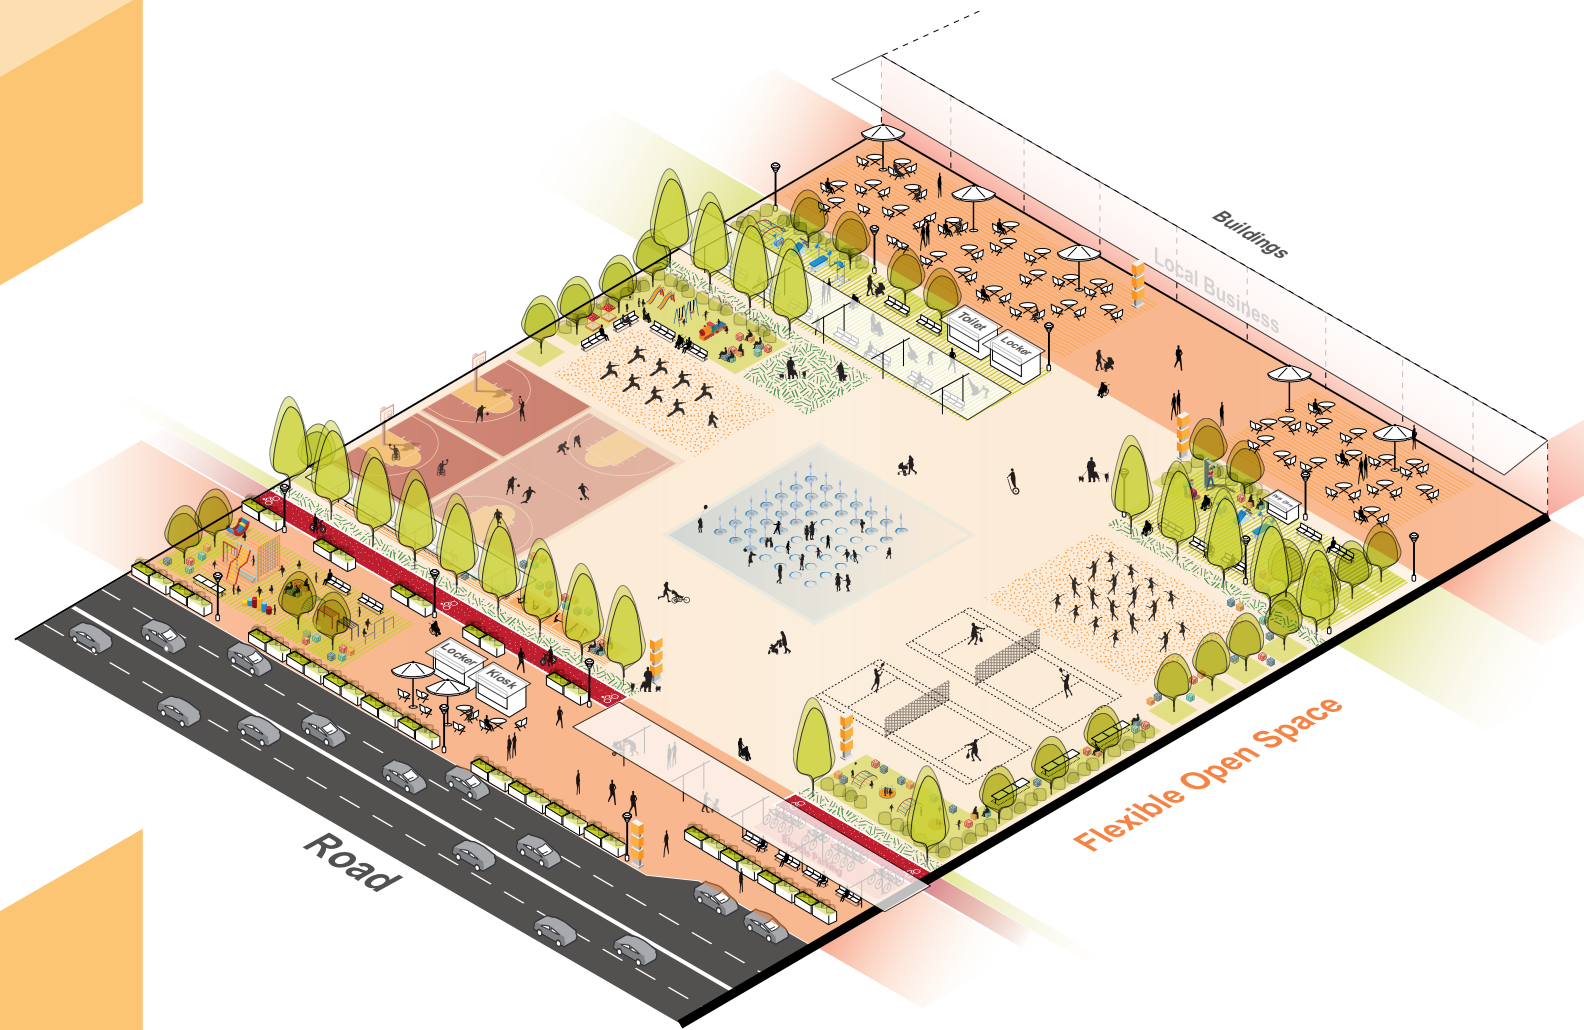 Buildings
Local Business
Toilet
Locker
Locker
Kiosk
Flexible Open Space
Road